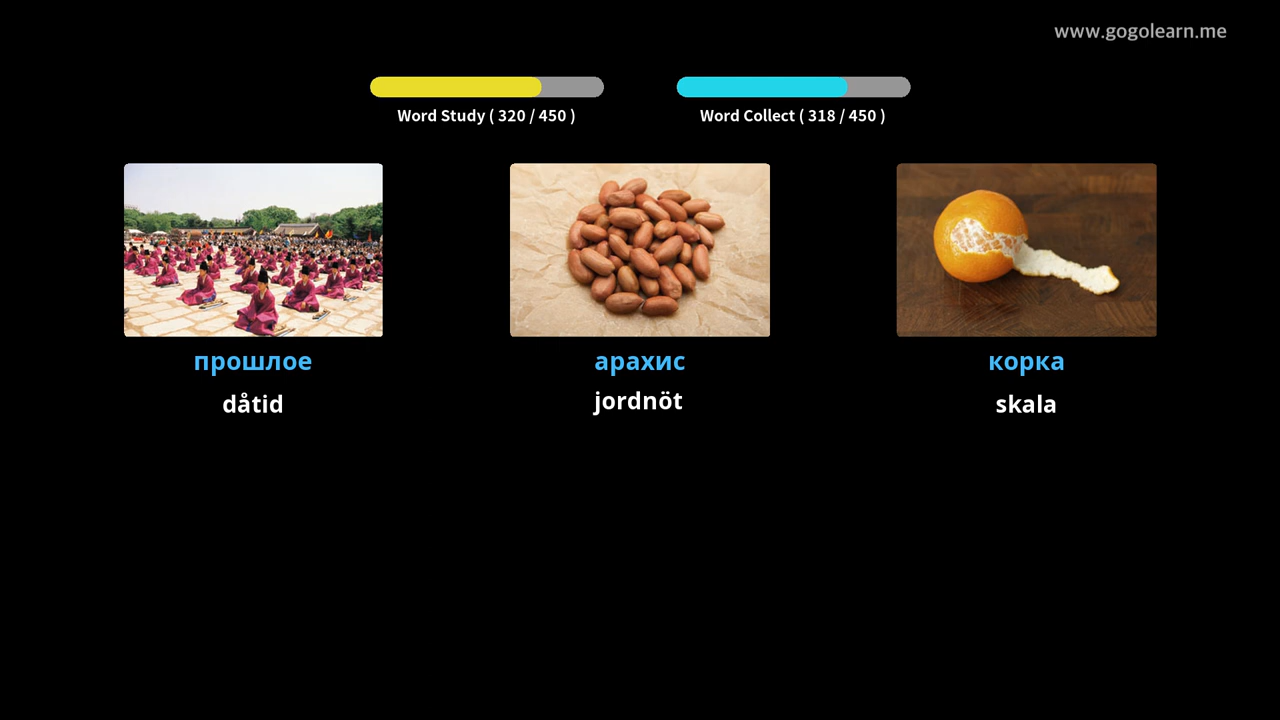 www.gogolearn.me
Word Study ( 320 / 450 )
Word Collect ( 318 / 450 )
прошлое
арахис
корка
dåtid
jordnöt
skala